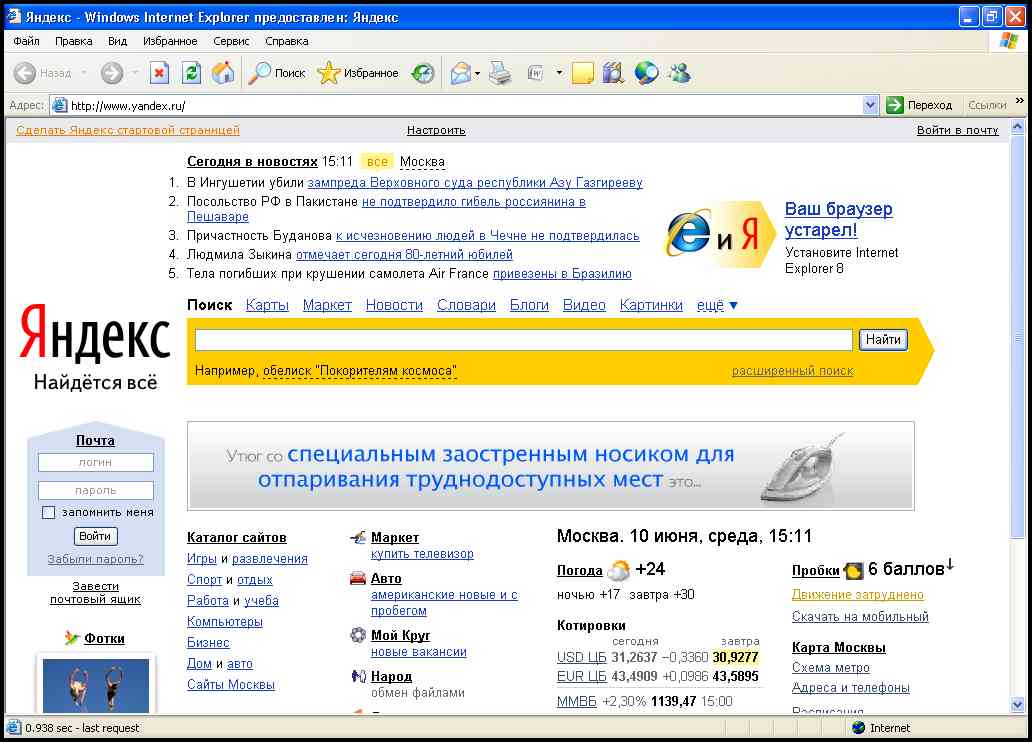 Яндекс - Windows Internet Explorer предоставлен: Яндекс
Файл Правка Вид Избранное Сервис Справка
Назад Поиск Избранное
Адрес: http://www.yandex.ru/ Переход Ссылки »
Сделать Яндекс стартовой страницей Настроить Войти в почту
Сегодня в новостях 15:11 все Москва
1. В Ингушетии убили зампреда Верховного суда республики Азу Газгирееву
2. Посольство РФ в Пакистане не подтвердило гибель россиянина в
Пешаваре
3. Причастность Буданова к исчезновению людей в Чечне не подтвердилась
4. Людмила Зыкина отмечает сегодня 80-летний юбилей
5. Тела погибших при крушении самолета Air France привезены в Бразилию
e и Я
Ваш браузер
устарел!
Установите Internet
Explorer 8
Яндекс
Найдётся всё
Поиск Карты Маркет Новости Словари Блоги Видео Картинки ещё ▼
Найти
Например, обелиск "Покорителям космоса" расширенный поиск
Почта
логин
пароль
запомнить меня
Войти
Забыли пароль?
Завести
почтовый ящик
Фотки
Утюг со специальным заостренным носиком для
отпаривания труднодоступных мест это...
Каталог сайтов
Игры и развлечения
Спорт и отдых
Работа и учеба
Компьютеры
Бизнес
Дом и авто
Сайты Москвы
Маркет
купить телевизор
Авто
американские новые и с
пробегом
Мой Круг
новые вакансии
Народ
обмен файлами
Москва. 10 июня, среда, 15:11
Погода +24
ночью +17 завтра +30
Котировки
сегодня завтра
USD ЦБ 31,2637 −0,3360 30,9277
EUR ЦБ 43,4909 +0,0986 43,5895
ММВБ +2,30% 1139,47 15:00
Пробки 6 баллов↓
Движение затруднено
Скачать на мобильный
Карта Москвы
Схема метро
Адреса и телефоны
Расписания
0.938 sec - last request Internet